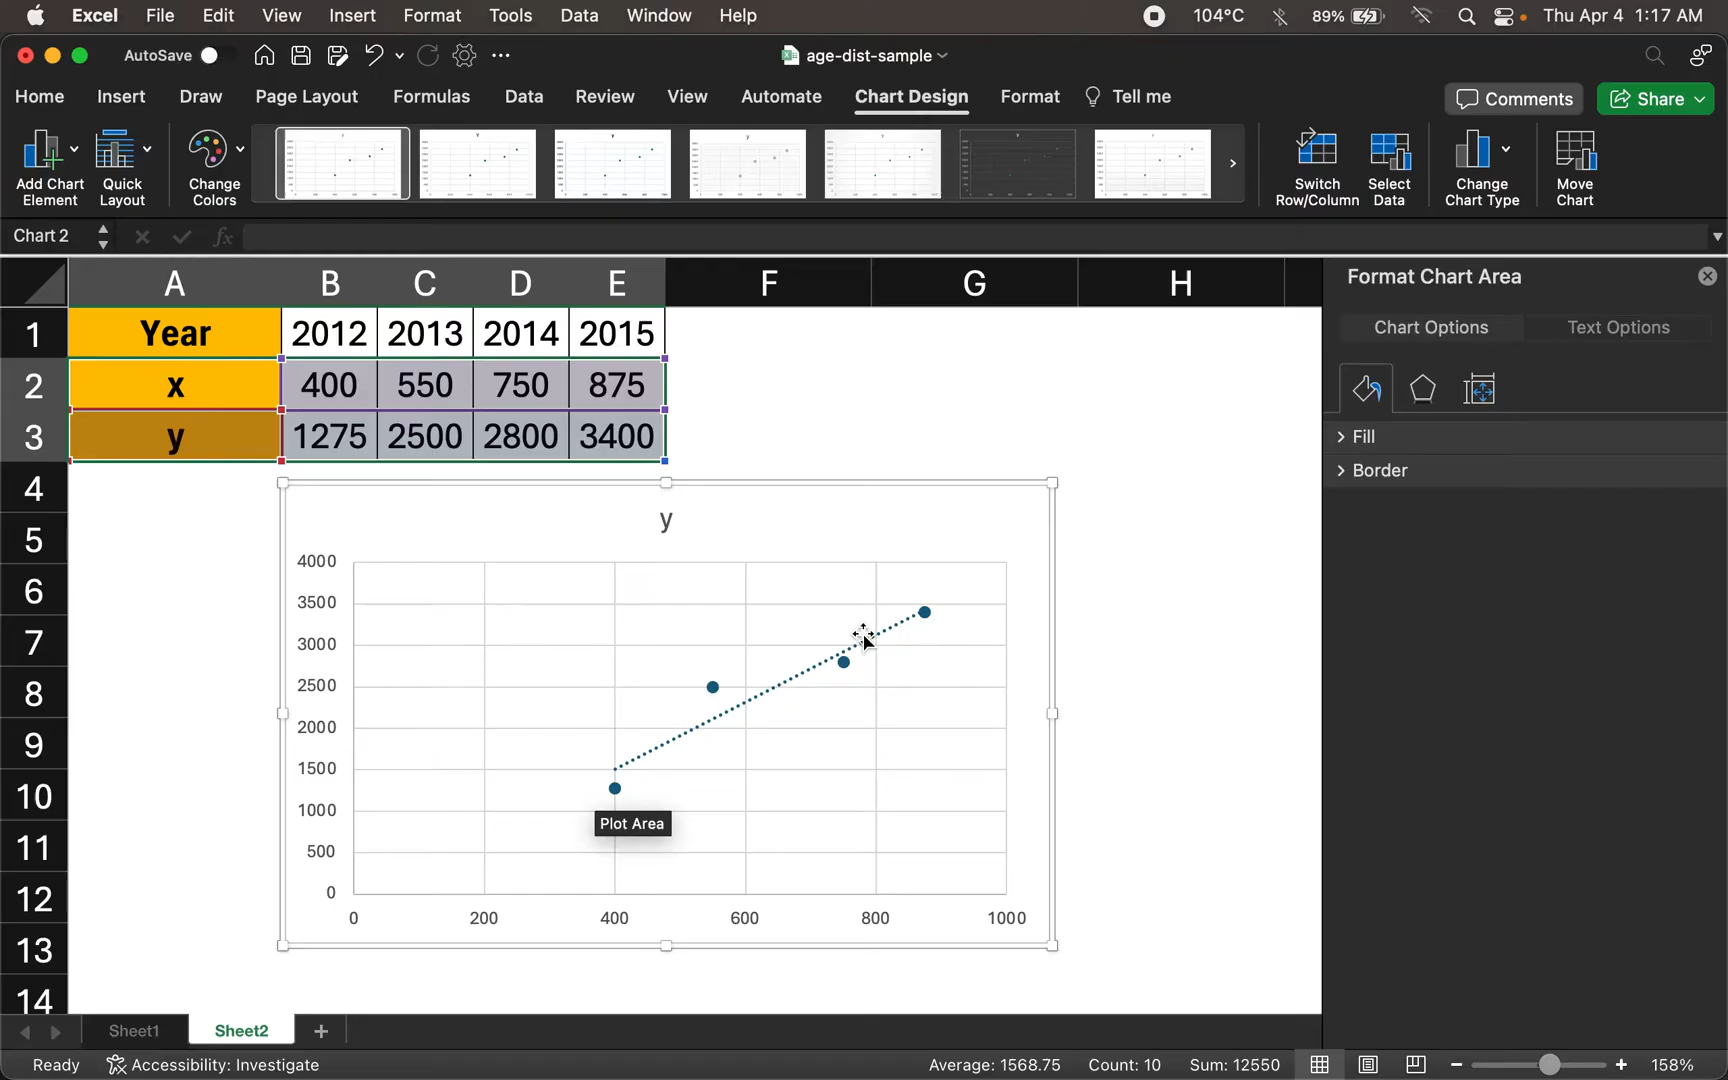 Excel File Edit View Insert Format Tools Data Window Help 104°C 89% Thu Apr 4 1:17 AM
AutoSave age-dist-sample
Home Insert Draw Page Layout Formulas Data Review View Automate Chart Design Format Tell me Comments Share
Add Chart Element
Quick Layout
Change Colors
Switch Row/Column
Select Data
Change Chart Type
Move Chart
Chart 2 fx
A B C D E F G H
1 Year 2012 2013 2014 2015
2 x 400 550 750 875
3 y 1275 2500 2800 3400
4
5
6
7
8
9
10
11
12
13
14
y
4000
3500
3000
2500
2000
1500
1000
500
0
0 200 400 600 800 1000
Plot Area
Format Chart Area
Chart Options Text Options
Fill
Border
Sheet1 Sheet2 +
Ready Accessibility: Investigate Average: 1568.75 Count: 10 Sum: 12550 158%